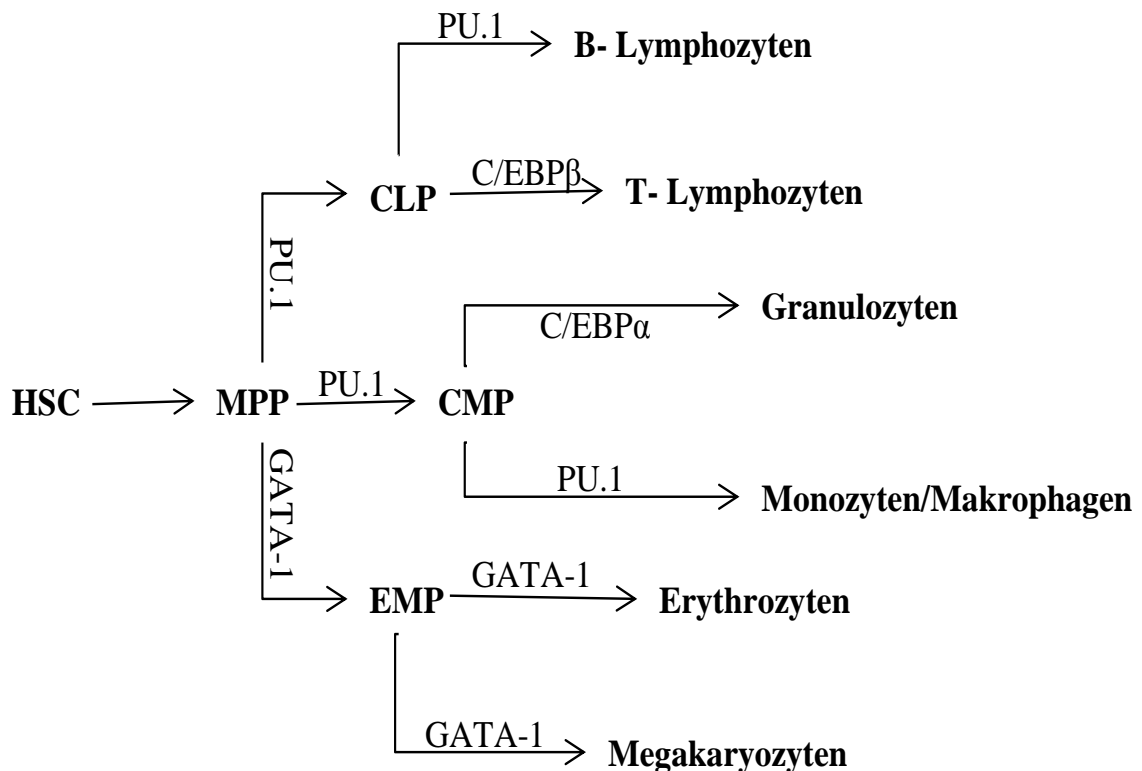 PU.1
B- Lymphozyten
C/EBPβ
CLP
T- Lymphozyten
PU.1
Granulozyten
C/EBPα
HSC
MPP
PU.1
CMP
GATA-1
PU.1
Monozyten/Makrophagen
GATA-1
EMP
Erythrozyten
GATA-1
Megakaryozyten